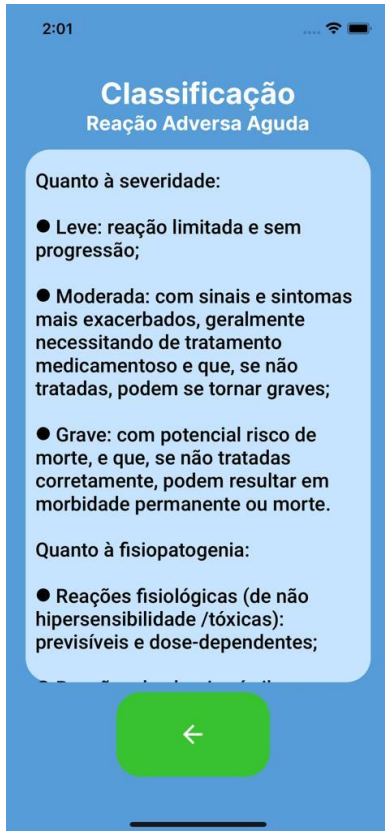 2:01
Classificação
Reação Adversa Aguda
Quanto à severidade:
● Leve: reação limitada e sem
progressão;
● Moderada: com sinais e sintomas
mais exacerbados, geralmente
necessitando de tratamento
medicamentoso e que, se não
tratadas, podem se tornar graves;
● Grave: com potencial risco de
morte, e que, se não tratadas
corretamente, podem resultar em
morbidade permanente ou morte.
Quanto à fisiopatogenia:
● Reações fisiológicas (de não
hipersensibilidade /tóxicas):
previsíveis e dose-dependentes;